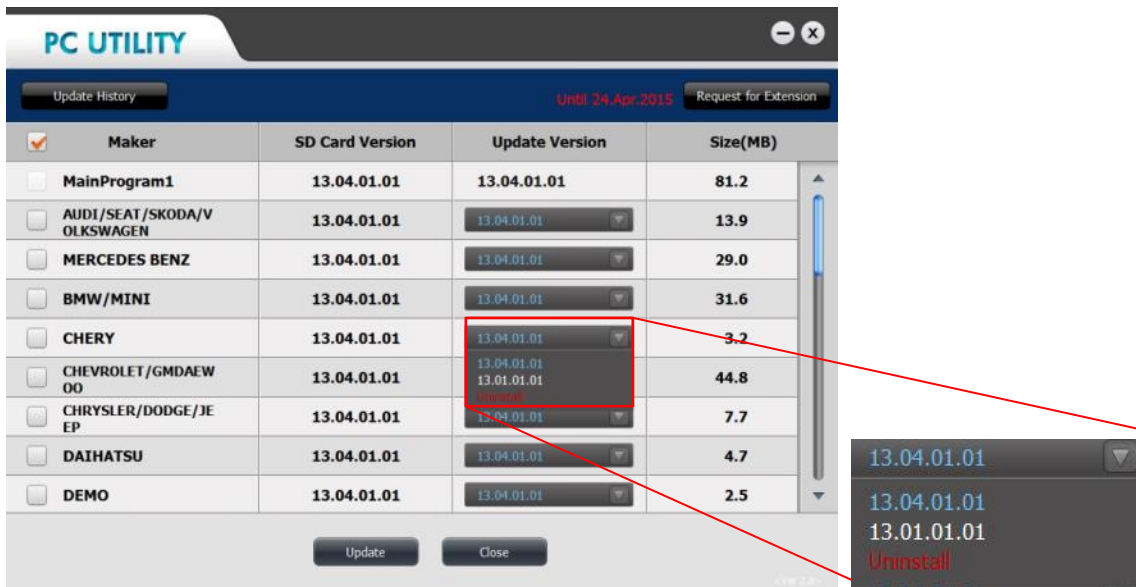 PC UTILITY
Update History
Until 24.Apr.2015
Request for Extension
Maker
SD Card Version
Update Version
Size(MB)
MainProgram1
13.04.01.01
13.04.01.01
81.2
AUDI/SEAT/SKODA/V
OLKSWAGEN
13.04.01.01
13.04.01.01
13.9
MERCEDES BENZ
13.04.01.01
13.04.01.01
29.0
BMW/MINI
13.04.01.01
13.04.01.01
31.6
CHERY
13.04.01.01
13.04.01.01
3.2
13.04.01.01
13.01.01.01
Uninstall
CHEVROLET/GMDAEW
OO
13.04.01.01
44.8
CHRYSLER/DODGE/JE
EP
13.04.01.01
13.04.01.01
7.7
DAIHATSU
13.04.01.01
13.04.01.01
4.7
DEMO
13.04.01.01
13.04.01.01
2.5
Update
Close
13.04.01.01
13.04.01.01
13.01.01.01
Uninstall